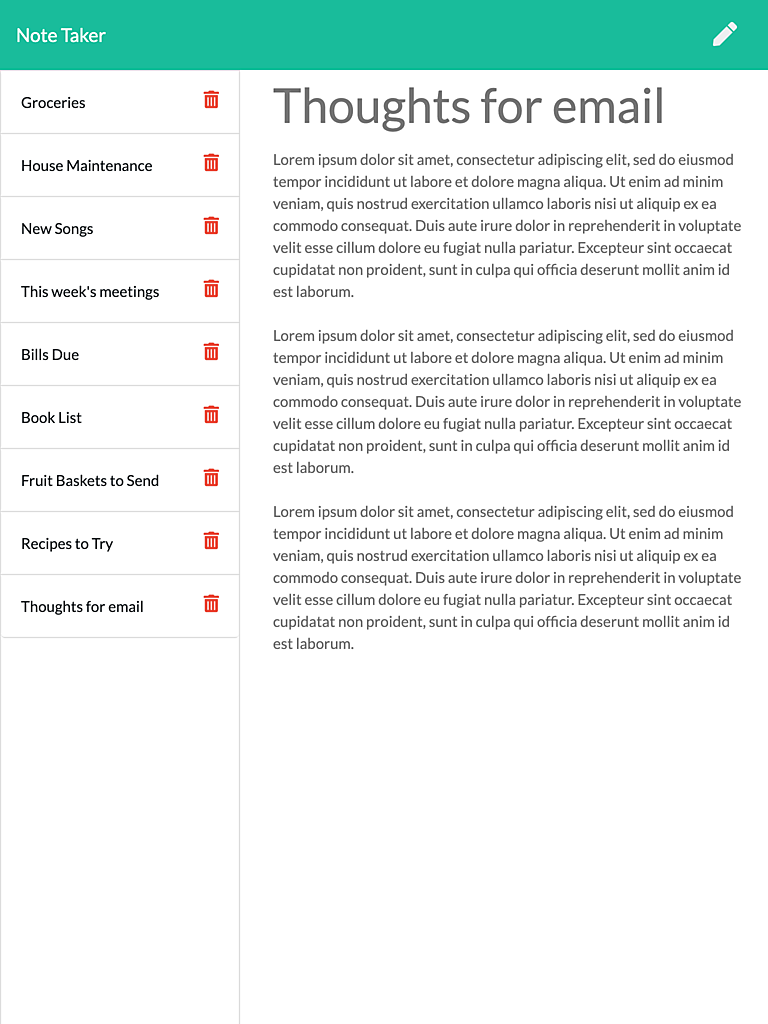 Note Taker
Groceries
House Maintenance
New Songs
This week's meetings
Bills Due
Book List
Fruit Baskets to Send
Recipes to Try
Thoughts for email
Thoughts for email
Lorem ipsum dolor sit amet, consectetur adipiscing elit, sed do eiusmod
tempor incididunt ut labore et dolore magna aliqua. Ut enim ad minim
veniam, quis nostrud exercitation ullamco laboris nisi ut aliquip ex ea
commodo consequat. Duis aute irure dolor in reprehenderit in voluptate
velit esse cillum dolore eu fugiat nulla pariatur. Excepteur sint occaecat
cupidatat non proident, sunt in culpa qui officia deserunt mollit anim id
est laborum.
Lorem ipsum dolor sit amet, consectetur adipiscing elit, sed do eiusmod
tempor incididunt ut labore et dolore magna aliqua. Ut enim ad minim
veniam, quis nostrud exercitation ullamco laboris nisi ut aliquip ex ea
commodo consequat. Duis aute irure dolor in reprehenderit in voluptate
velit esse cillum dolore eu fugiat nulla pariatur. Excepteur sint occaecat
cupidatat non proident, sunt in culpa qui officia deserunt mollit anim id
est laborum.
Lorem ipsum dolor sit amet, consectetur adipiscing elit, sed do eiusmod
tempor incididunt ut labore et dolore magna aliqua. Ut enim ad minim
veniam, quis nostrud exercitation ullamco laboris nisi ut aliquip ex ea
commodo consequat. Duis aute irure dolor in reprehenderit in voluptate
velit esse cillum dolore eu fugiat nulla pariatur. Excepteur sint occaecat
cupidatat non proident, sunt in culpa qui officia deserunt mollit anim id
est laborum.